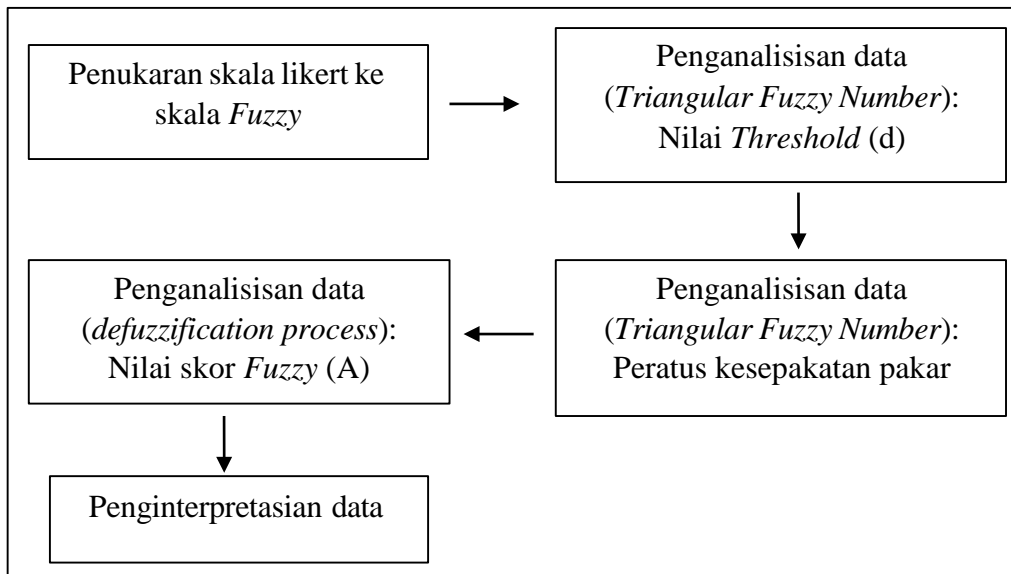 Penukaran skala likert ke
skala Fuzzy
Penganalisisan data
(Triangular Fuzzy Number):
Nilai Threshold (d)
Penganalisisan data
(Triangular Fuzzy Number):
Peratus kesepakatan pakar
Penganalisisan data
(defuzzification process):
Nilai skor Fuzzy (A)
Penginterpretasian data